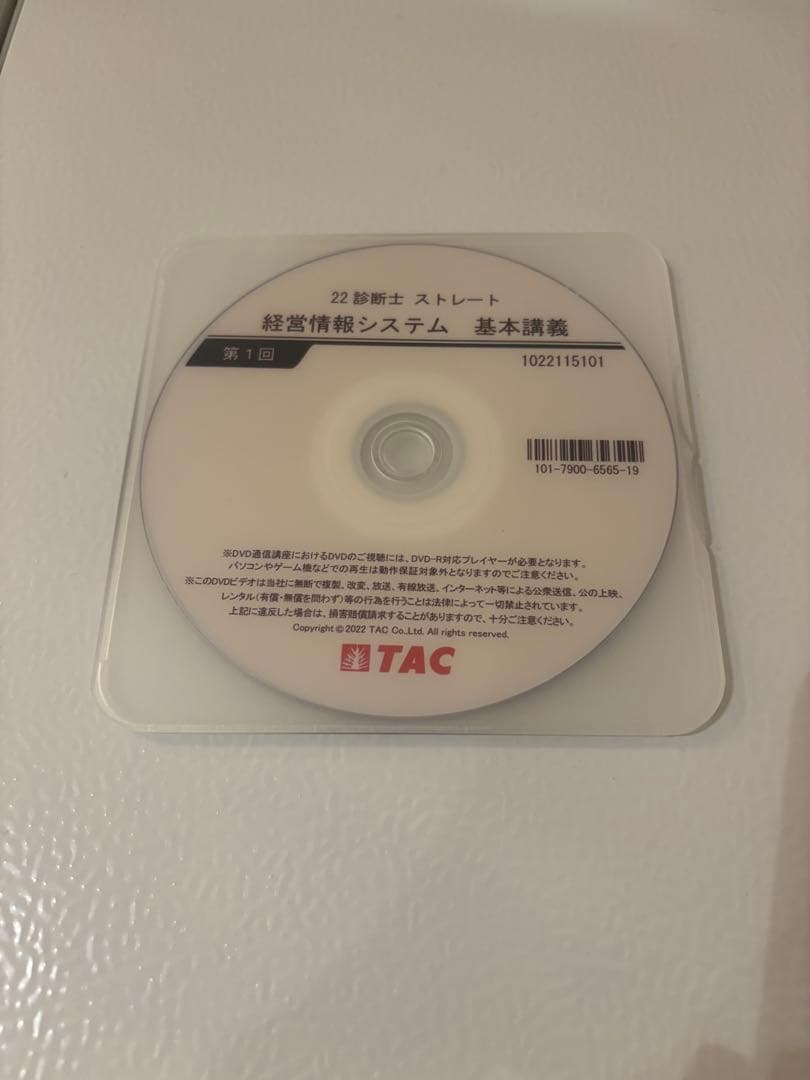 22 診断士 ストレート
経営情報システム 基本講義
第1回
1022115101
101-7900-6565-19
※DVD通信講座におけるDVDのご視聴には、DVD-R対応プレイヤーが必要となります。
パソコンやゲーム機などでの再生は動作保証対象外となりますのでご注意ください。
※このDVDビデオは当社に無断で複製、改変、放送、有線放送、インターネット等による公衆送信、公の上映、
レンタル(有償・無償を問わず)等の行為を行うことは法律によって一切禁止されています。
上記に違反した場合は、損害賠償請求することがありますので、十分ご注意ください。
Copyright©2022 TAC Co.,Ltd. All rights reserved.
TAC